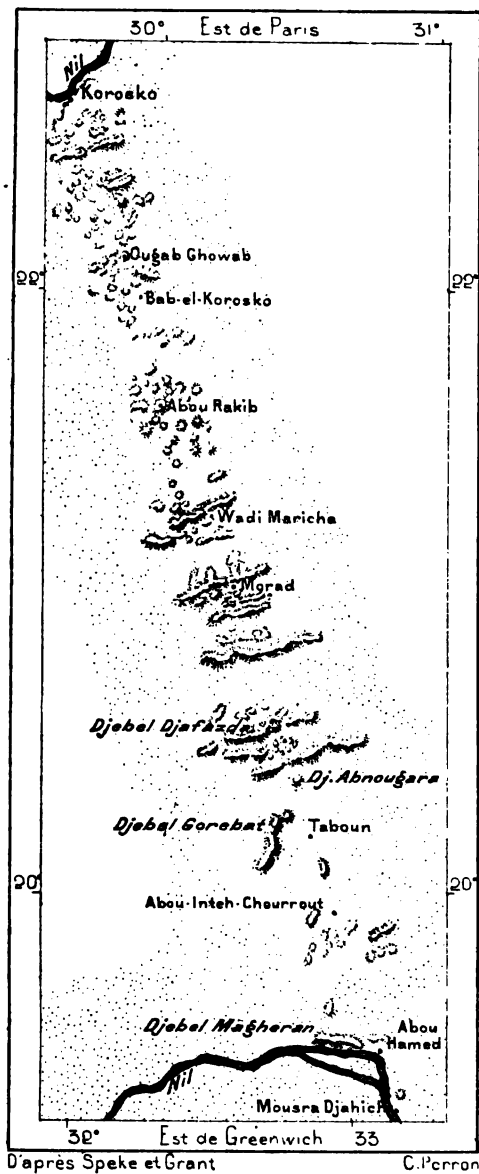 30° Est de Paris 31°
Nil
Korosko
Ougab Ghowab
22° 22°
Bab-el-Korosko
Abou Rakib
Wadi Maricha
Morad
Djebel Djafhzda
Dj. Abnougara
Djebel Gorebat
Taboun
20° 20°
Abou-Inteh-Chourrout
Djebel Mãgheran
Abou
Hamed
Nil
Mousra Djahich
32° Est de Greenwich 33
D'après Speke et Grant C. Perron